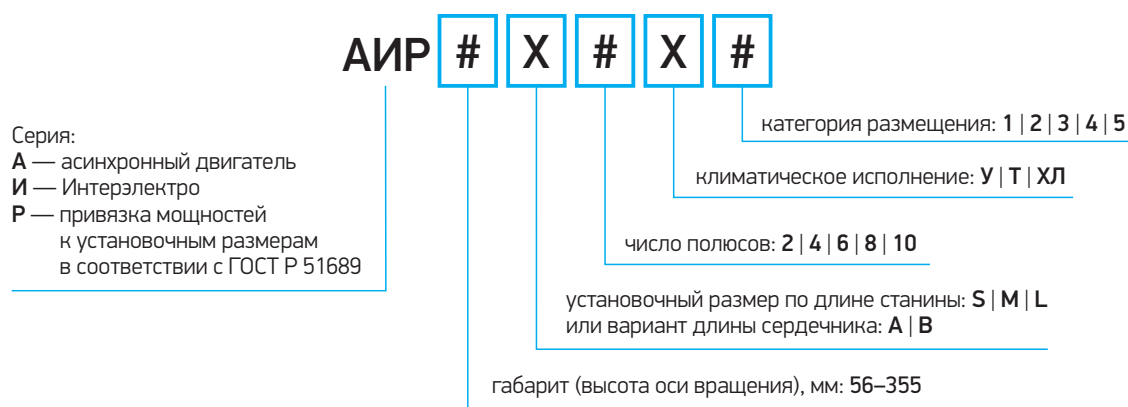 АИР # X # X #
Серия:
А — асинхронный двигатель
И — Интерэлектро
Р — привязка мощностей
к установочным размерам
в соответствии с ГОСТ Р 51689
категория размещения: 1 | 2 | 3 | 4 | 5
климатическое исполнение: У | Т | ХЛ
число полюсов: 2 | 4 | 6 | 8 | 10
установочный размер по длине станины: S | M | L
или вариант длины сердечника: А | В
габарит (высота оси вращения), мм: 56–355